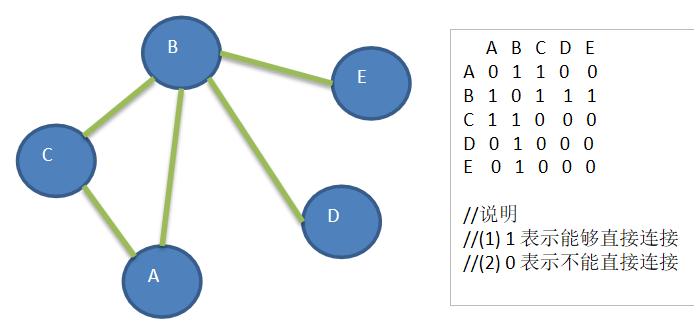 B
E
C
D
A
A B C D E
A 0 1 1 0 0
B 1 0 1 1 1
C 1 1 0 0 0
D 0 1 0 0 0
E 0 1 0 0 0
//说明
//(1) 1 表示能够直接连接
//(2) 0 表示不能直接连接